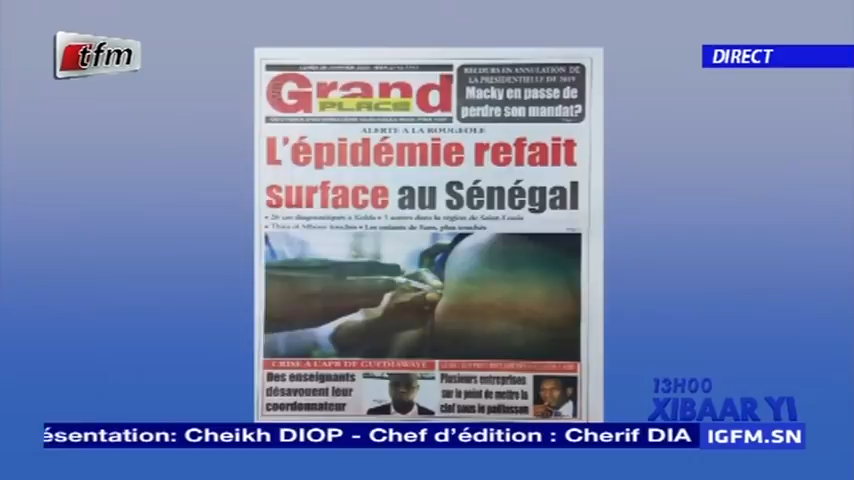 tfm
DIRECT
Grand
PLACE
RECOURS EN ANNULATION DE
LA PRESIDENTIELLE DE 2019
Macky en passe de
perdre son mandat?
ALERTE A LA ROUGEOLE
L'épidémie refait
surface au Sénégal
CRISE A L'APR DE GUEDIAWAYE
Des enseignants
désavouent leur
coordonnateur
Plusieurs entreprises
sur le point de mettre la
clef sous le paillasson
13H00
XIBAAR YI
ésentation: Cheikh DIOP - Chef d'édition : Cherif DIA
IGFM.SN